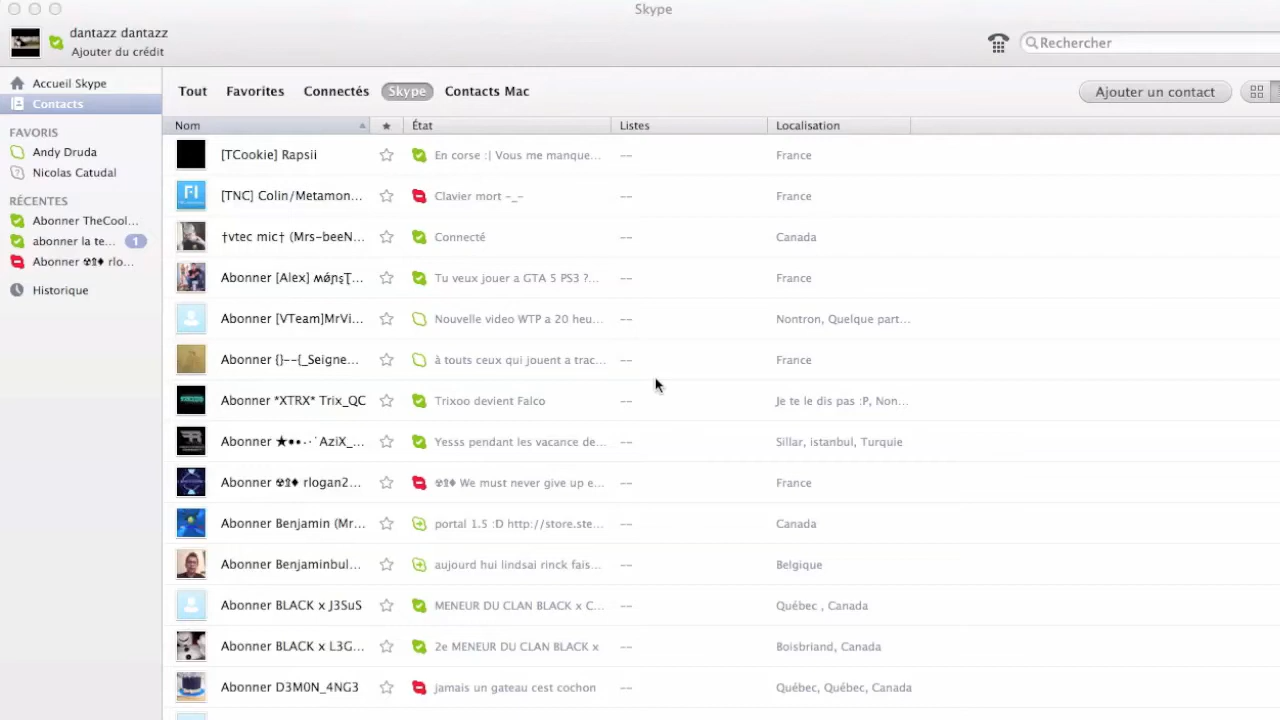 Skype
dantazz dantazz
Ajouter du crédit
Rechercher
Accueil Skype
Contacts
FAVORIS
Andy Druda
Nicolas Catudal
RÉCENTES
Abonner TheCool...
abonner la te... 1
Abonner ☢♗♦ rlo...
Historique
Tout Favorites Connectés Skype Contacts Mac
Ajouter un contact
Nom ★ État Listes Localisation
[TCookie] Rapsii En corse :| Vous me manque... -- France
[TNC] Colin/Metamon... Clavier mort -_- -- France
†vtec mic† (Mrs-beeN... Connecté -- Canada
Abonner [Alex] Tu veux jouer a GTA 5 PS3 ?... -- France
Abonner [VTeam]MrVi... Nouvelle video WTP a 20 heu... -- Nontron, Quelque part...
Abonner {}--{_Seigne... à touts ceux qui jouent a trac... -- France
Abonner *XTRX* Trix_QC Trixoo devient Falco -- Je te le dis pas :P, Non...
Abonner ★••·.·˙AziX_... Yesss pendant les vacance de... -- Sillar, istanbul, Turquie
Abonner ☢♗♦ rlogan2... ☢♗♦ We must never give up e... -- France
Abonner Benjamin (Mr... portal 1.5 :D http://store.ste... -- Canada
Abonner Benjaminbul... aujourd hui lindsai rinck fais... -- Belgique
Abonner BLACK x J3SuS MENEUR DU CLAN BLACK x C... -- Québec , Canada
Abonner BLACK x L3G... 2e MENEUR DU CLAN BLACK x -- Boisbriand, Canada
Abonner D3M0N_4NG3 jamais un gateau cest cochon -- Québec, Québec, Canada